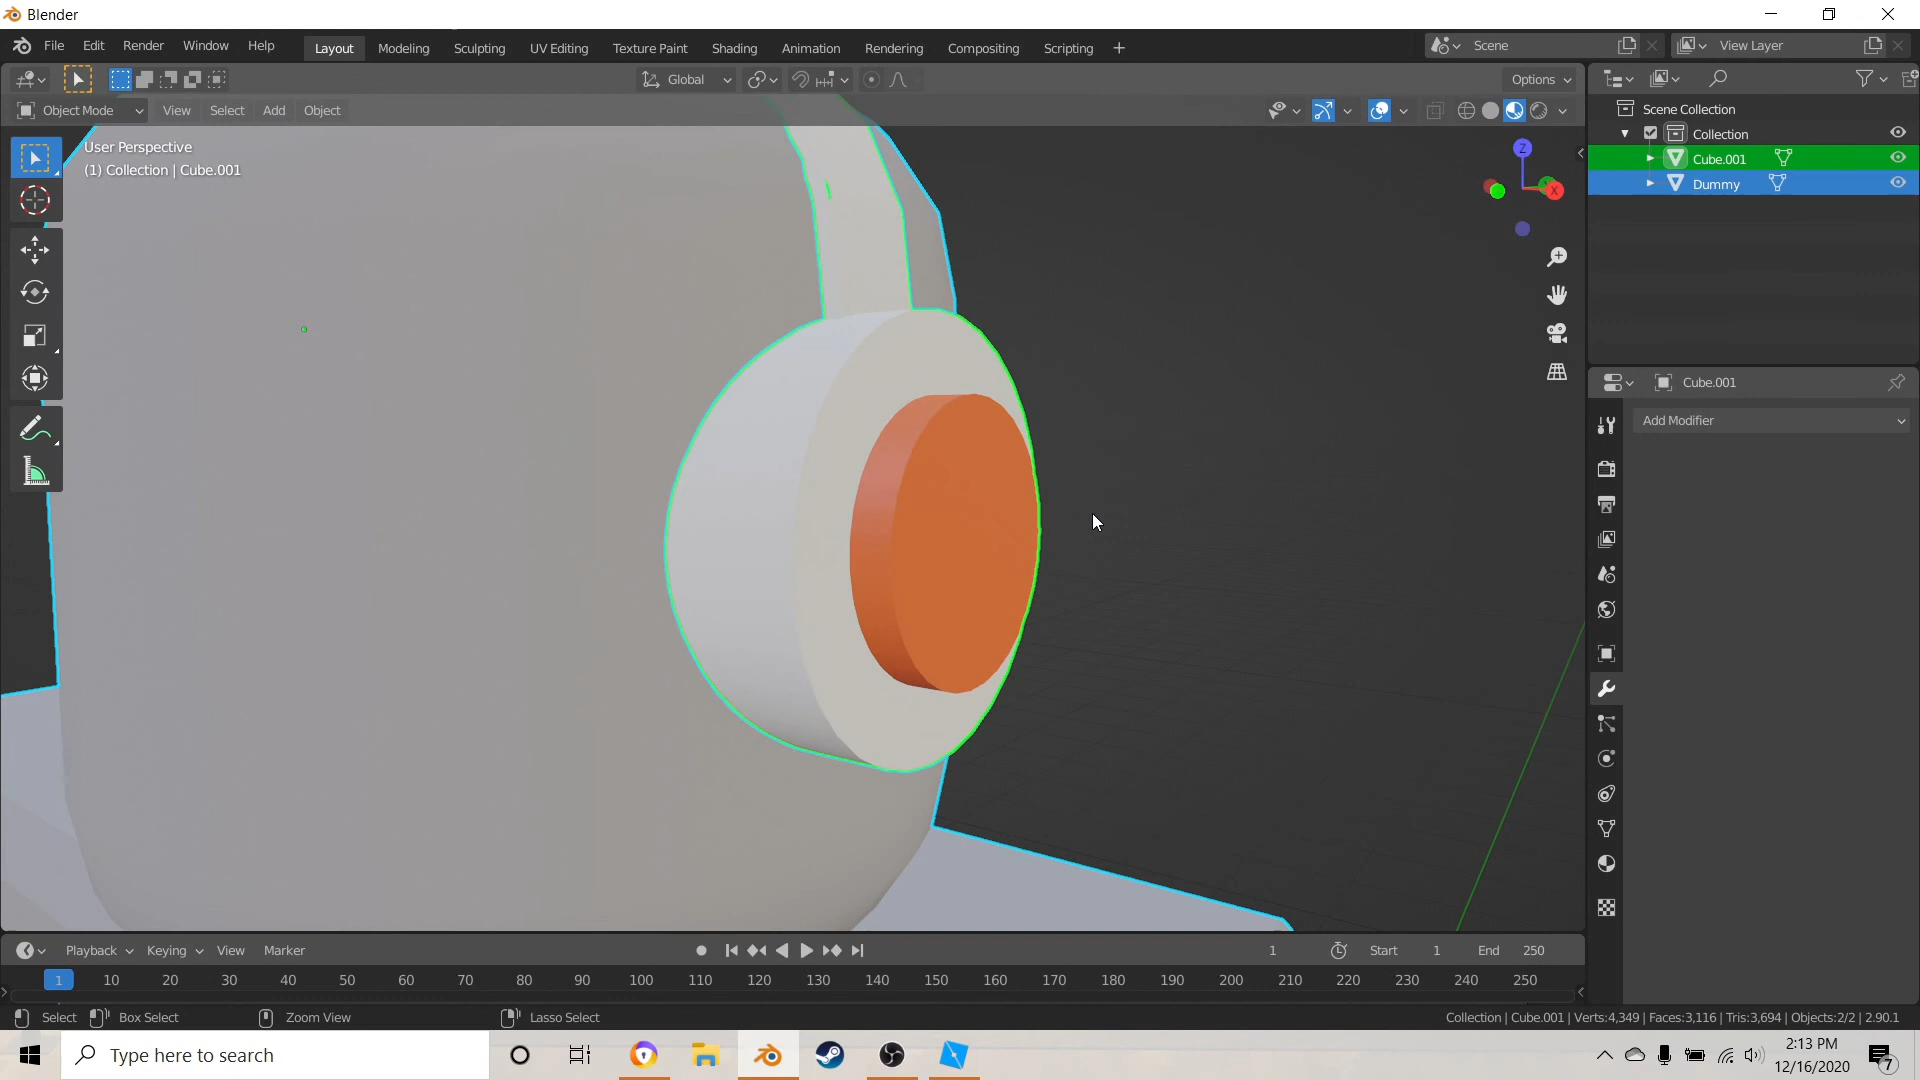 Blender
File Edit Render Window Help Layout Modeling Sculpting UV Editing Texture Paint Shading Animation Rendering Compositing Scripting + Scene View Layer
Global Options
Object Mode View Select Add Object
User Perspective
(1) Collection | Cube.001
Z
X
Scene Collection
Collection
Cube.001
Dummy
Cube.001
Add Modifier
Playback Keying View Marker 1 Start 1 End 250
1 10 20 30 40 50 60 70 80 90 100 110 120 130 140 150 160 170 180 190 200 210 220 230 240 250
Select Box Select Zoom View Lasso Select Collection | Cube.001 | Verts:4,349 | Faces:3,116 | Tris:3,694 | Objects:2/2 | 2.90.1
Type here to search
2:13 PM
12/16/2020
7